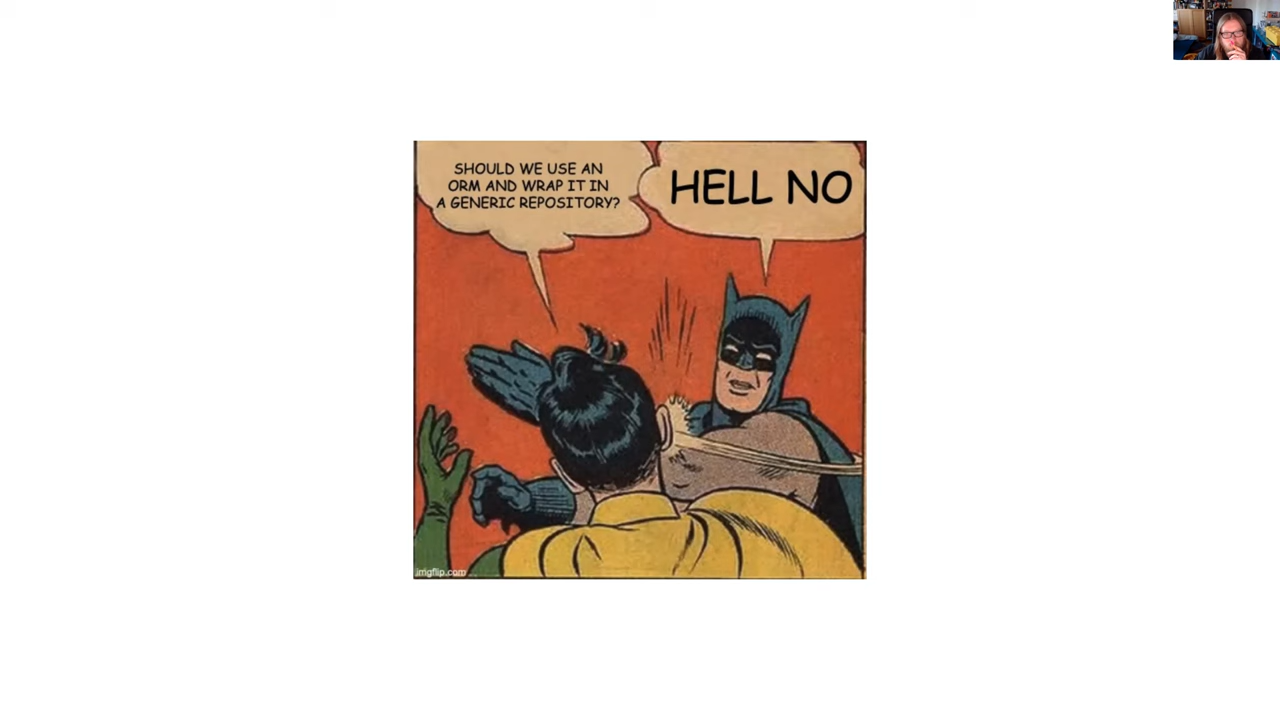 SHOULD WE USE AN
ORM AND WRAP IT IN
A GENERIC REPOSITORY?
HELL NO
imgflip.com